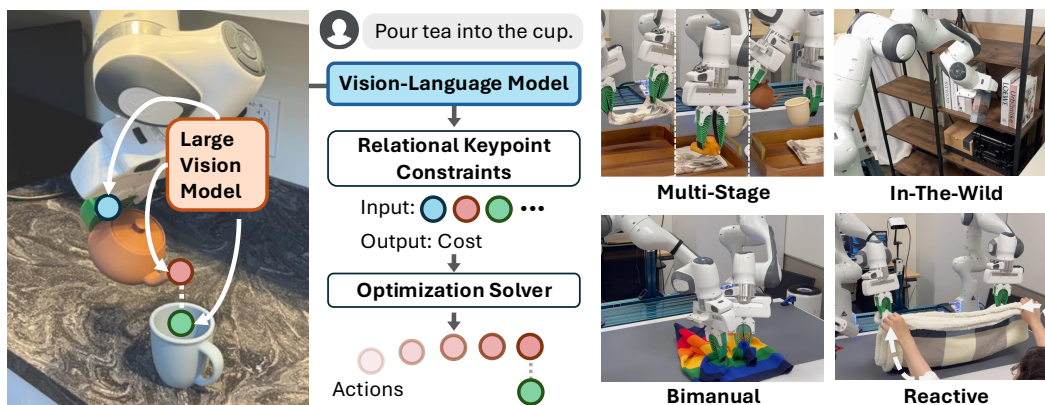 Large
Vision
Model
Pour tea into the cup.
Vision-Language Model
Relational Keypoint
Constraints
Input:
Output: Cost
Optimization Solver
Actions
Multi-Stage
In-The-Wild
Bimanual
Reactive